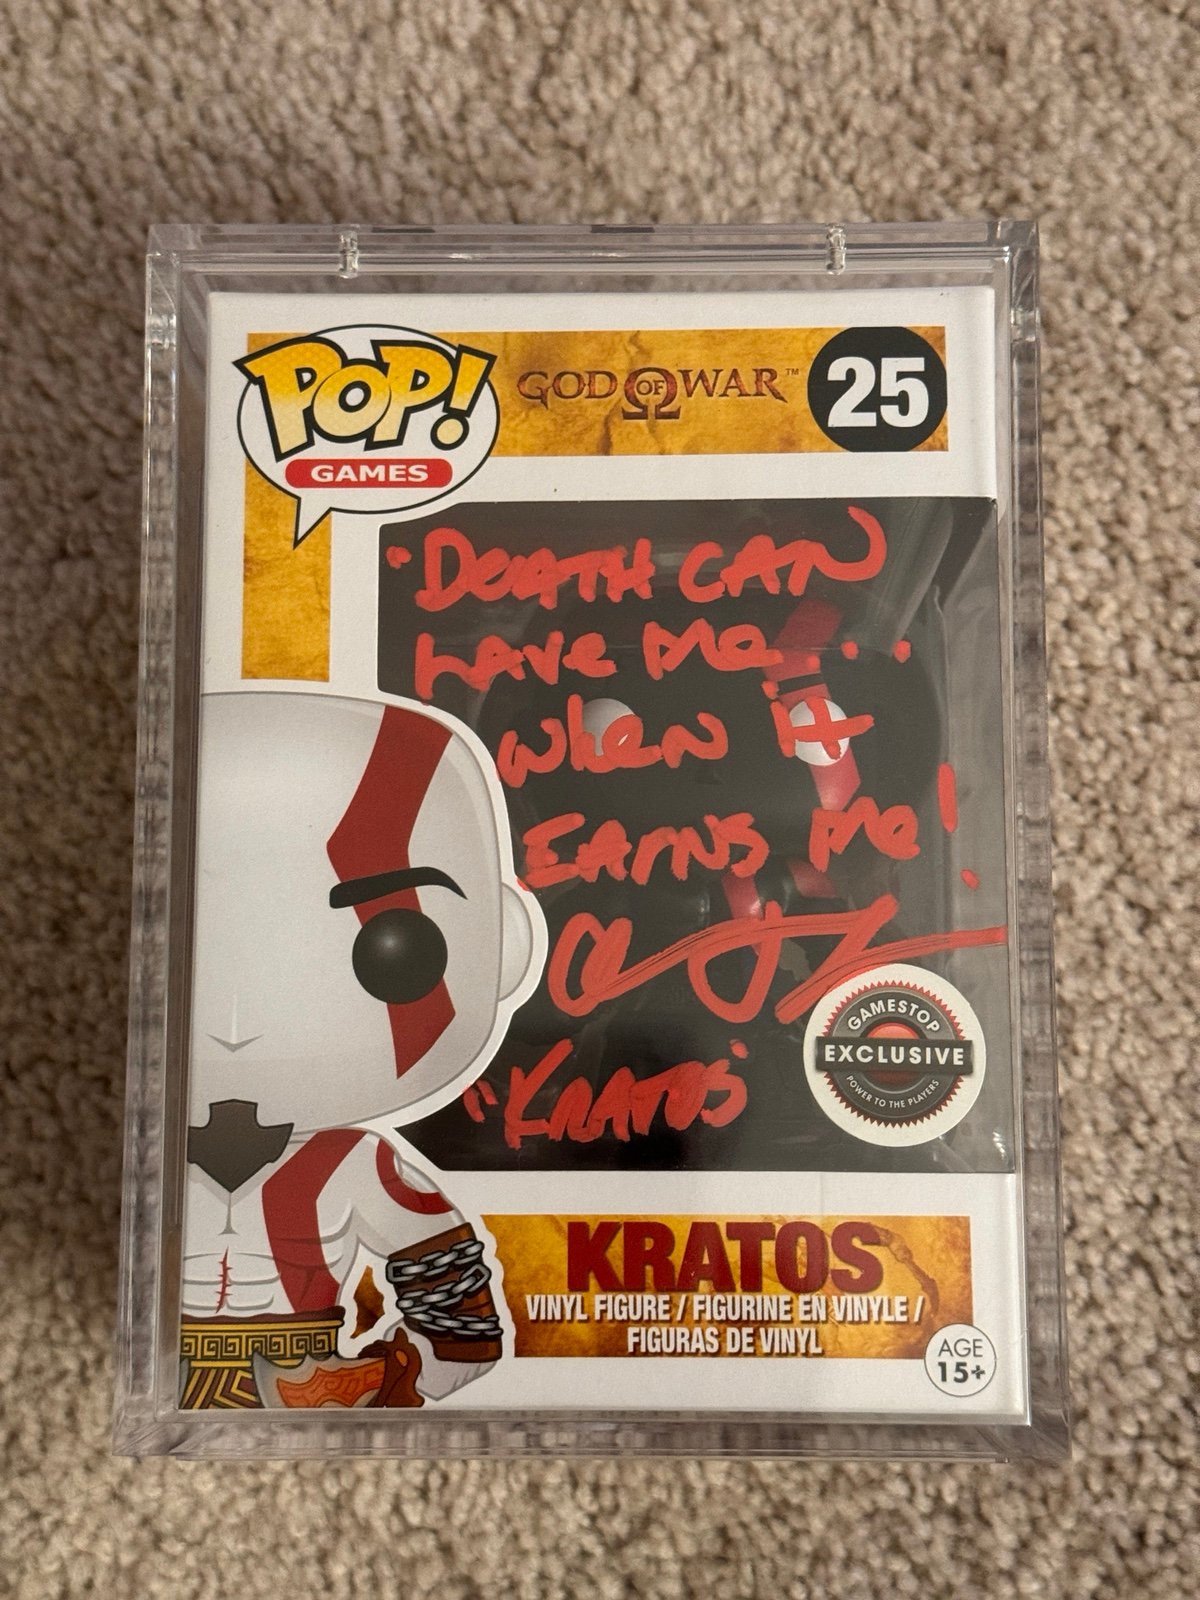 POP!
GAMES
GOD OF WAR™
25
"DEATH CAN
HAVE Me...
WheN it
EARNS Me!
"KRATOS"
GAMESTOP
EXCLUSIVE
POWER TO THE PLAYERS
KRATOS
VINYL FIGURE / FIGURINE EN VINYLE /
FIGURAS DE VINYL
AGE
15+